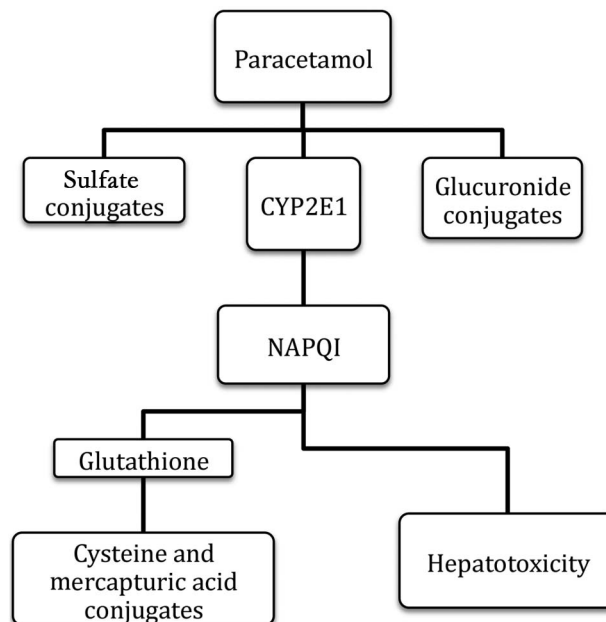 Paracetamol
Sulfate
conjugates
CYP2E1
Glucuronide
conjugates
NAPQI
Glutathione
Cysteine and
mercapturic acid
conjugates
Hepatotoxicity